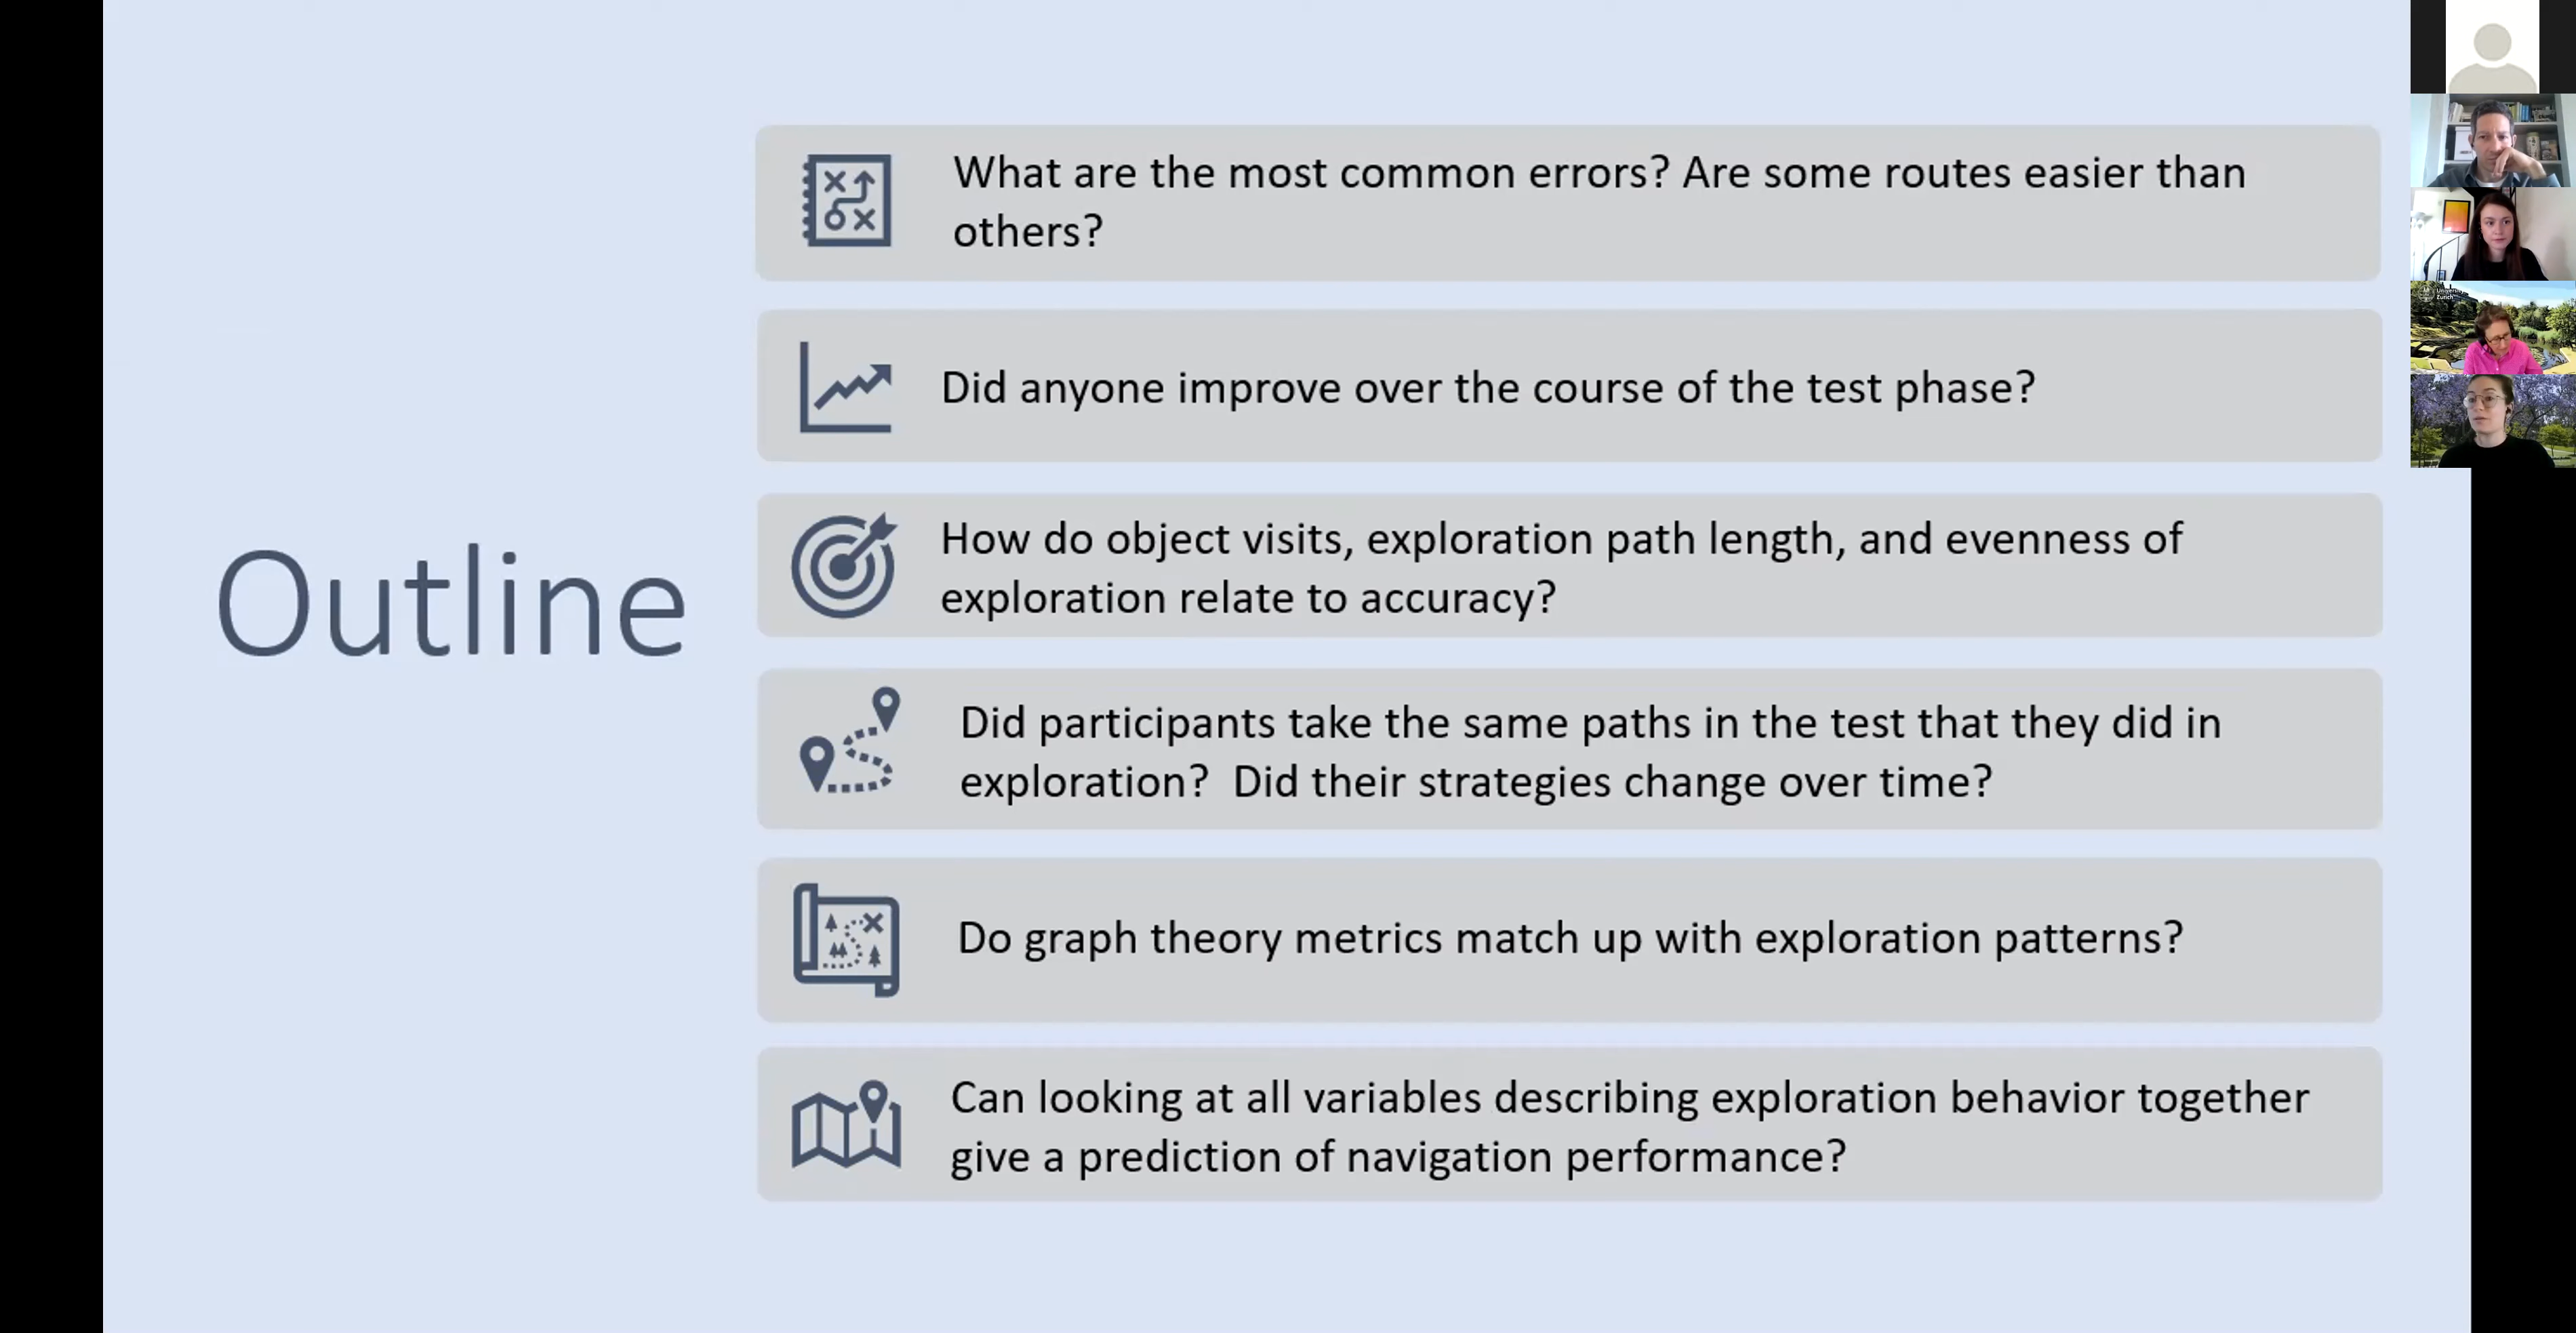 Outline
What are the most common errors? Are some routes easier than
others?
Did anyone improve over the course of the test phase?
How do object visits, exploration path length, and evenness of
exploration relate to accuracy?
Did participants take the same paths in the test that they did in
exploration?  Did their strategies change over time?
Do graph theory metrics match up with exploration patterns?
Can looking at all variables describing exploration behavior together
give a prediction of navigation performance?